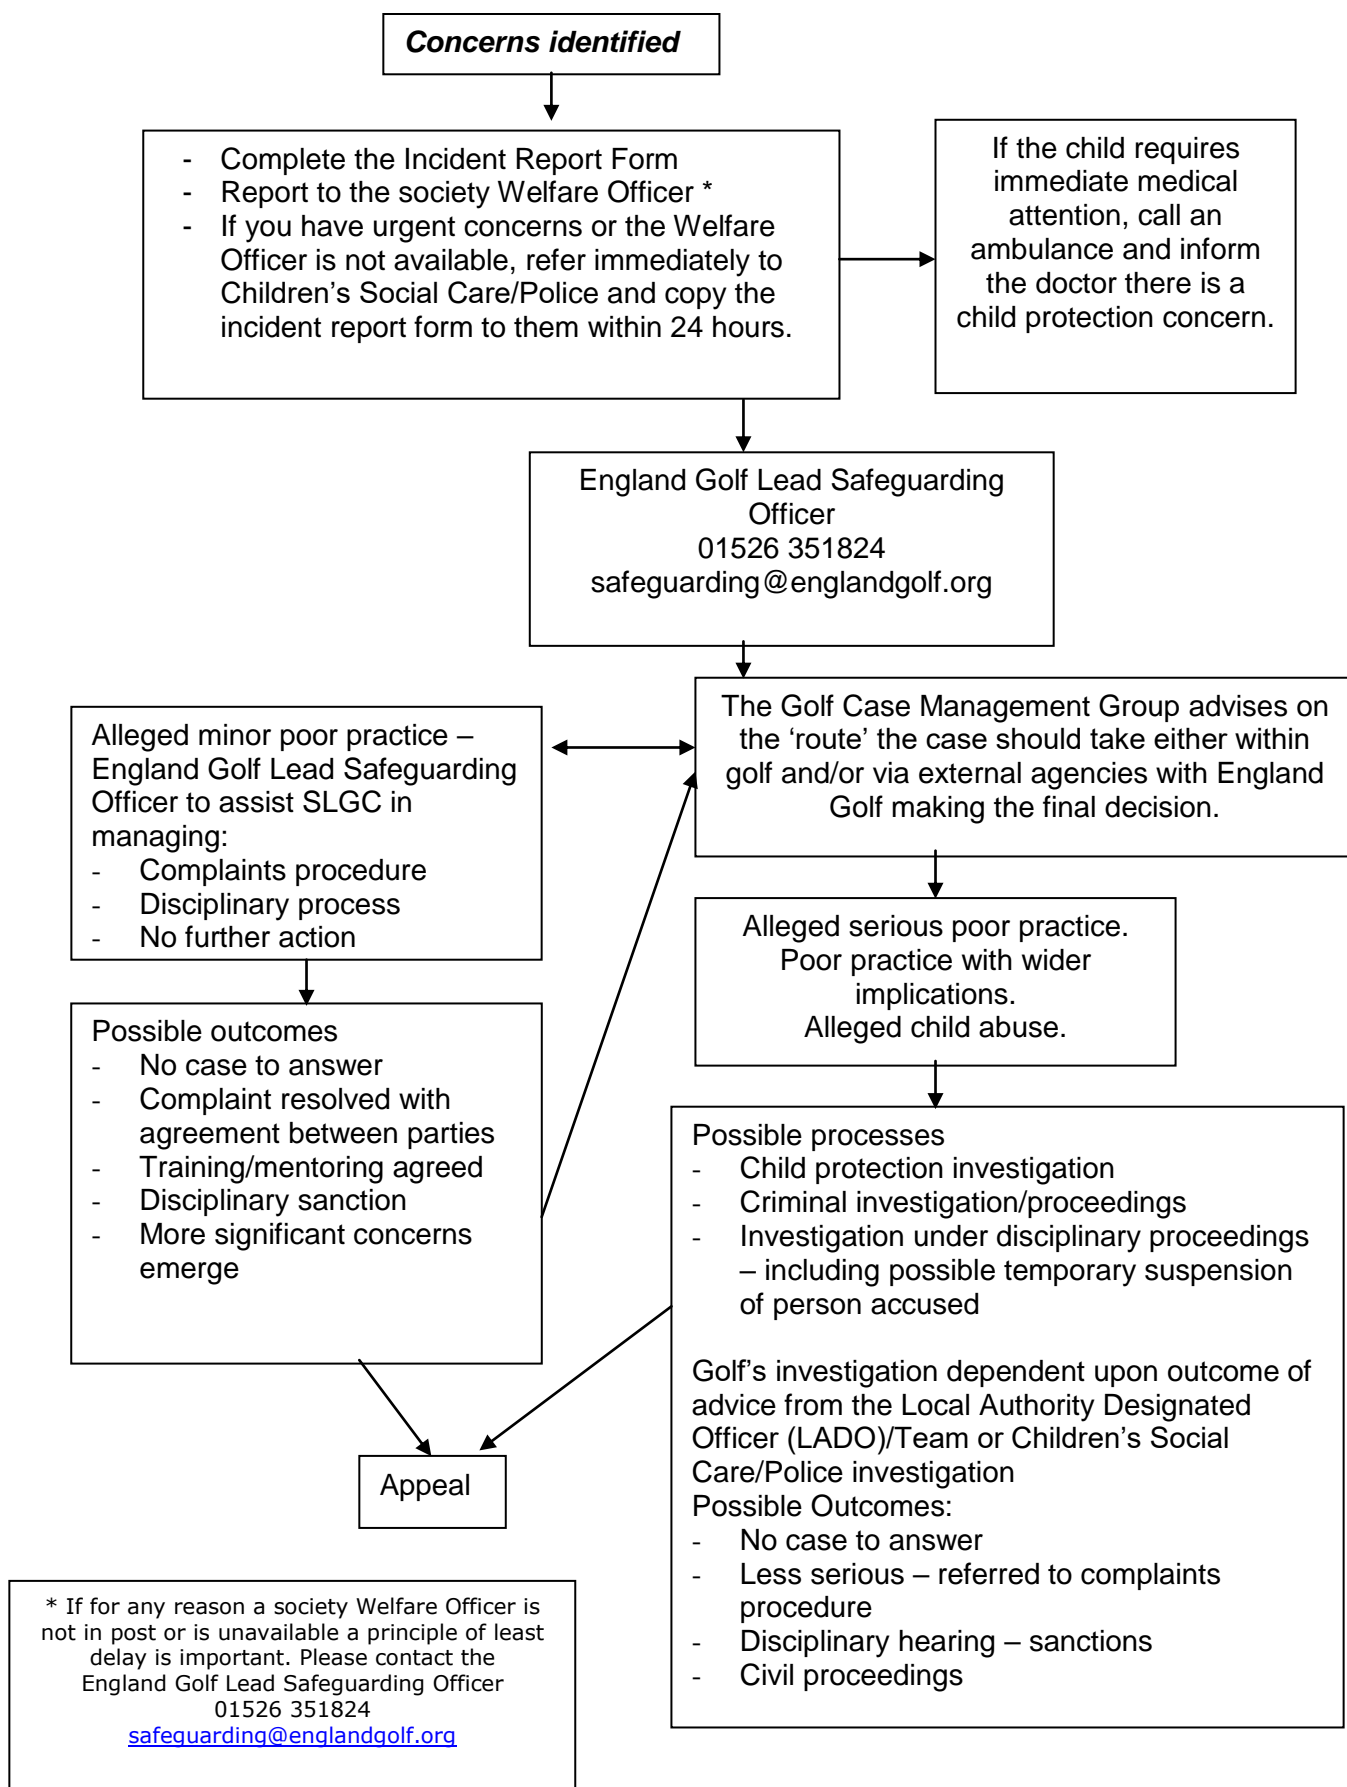 Concerns identified
- Complete the Incident Report Form
- Report to the society Welfare Officer *
- If you have urgent concerns or the Welfare
Officer is not available, refer immediately to
Children’s Social Care/Police and copy the
incident report form to them within 24 hours.
If the child requires
immediate medical
attention, call an
ambulance and inform
the doctor there is a
child protection concern.
England Golf Lead Safeguarding
Officer
01526 351824
safeguarding@englandgolf.org
The Golf Case Management Group advises on
the ‘route’ the case should take either within
golf and/or via external agencies with England
Golf making the final decision.
Alleged minor poor practice –
England Golf Lead Safeguarding
Officer to assist SLGC in
managing:
- Complaints procedure
- Disciplinary process
- No further action
Alleged serious poor practice.
Poor practice with wider
implications.
Alleged child abuse.
Possible outcomes
- No case to answer
- Complaint resolved with
agreement between parties
- Training/mentoring agreed
- Disciplinary sanction
- More significant concerns
emerge
Possible processes
- Child protection investigation
- Criminal investigation/proceedings
- Investigation under disciplinary proceedings
– including possible temporary suspension
of person accused
Golf’s investigation dependent upon outcome of
advice from the Local Authority Designated
Officer (LADO)/Team or Children’s Social
Care/Police investigation
Possible Outcomes:
- No case to answer
- Less serious – referred to complaints
procedure
- Disciplinary hearing – sanctions
- Civil proceedings
Appeal
* If for any reason a society Welfare Officer is
not in post or is unavailable a principle of least
delay is important. Please contact the
England Golf Lead Safeguarding Officer
01526 351824
safeguarding@englandgolf.org